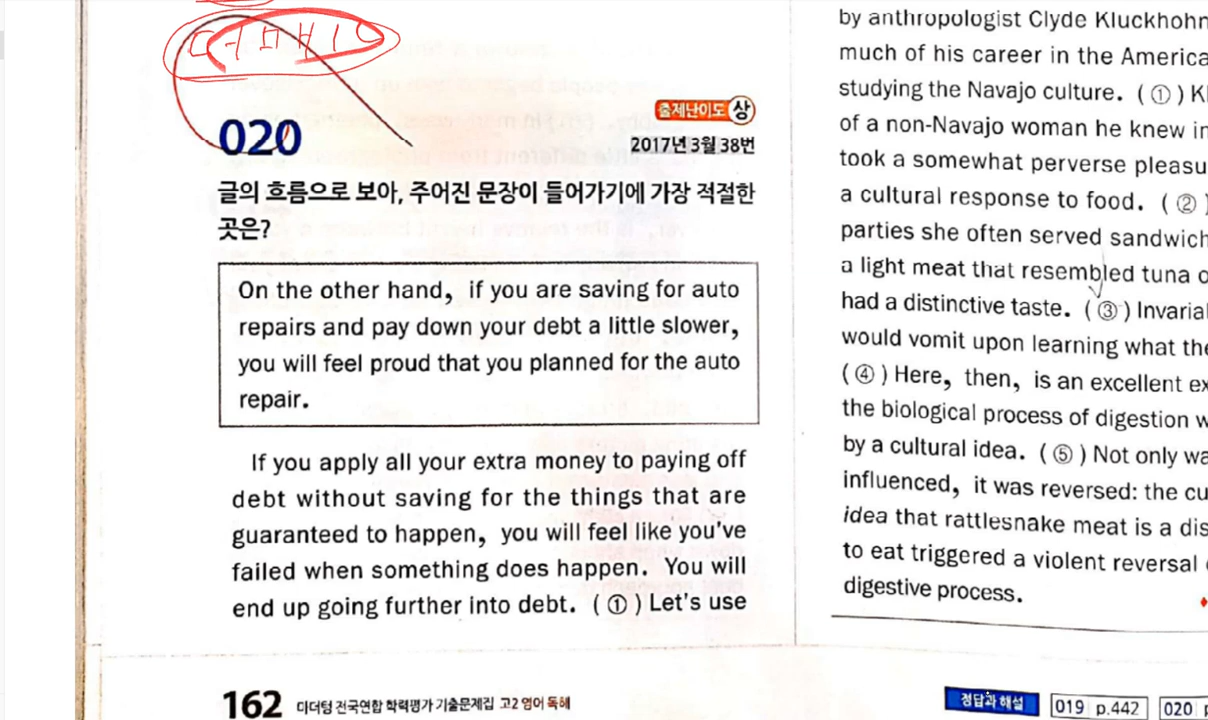 020
출제난이도 상
2017년 3월 38번
글의 흐름으로 보아, 주어진 문장이 들어가기에 가장 적절한
곳은?
On the other hand, if you are saving for auto
repairs and pay down your debt a little slower,
you will feel proud that you planned for the auto
repair.
If you apply all your extra money to paying off
debt without saving for the things that are
guaranteed to happen, you will feel like you've
failed when something does happen. You will
end up going further into debt. ( ① ) Let's use
162 마더텅 전국연합 학력평가 기출문제집 고2 영어 독해
by anthropologist Clyde Kluckhohn
much of his career in the America
studying the Navajo culture. ( ① ) Kl
of a non-Navajo woman he knew in
took a somewhat perverse pleasu
a cultural response to food. ( ② )
parties she often served sandwich
a light meat that resembled tuna o
had a distinctive taste. ( ③ ) Invarial
would vomit upon learning what the
( ④ ) Here, then, is an excellent ex
the biological process of digestion w
by a cultural idea. ( ⑤ ) Not only wa
influenced, it was reversed: the cu
idea that rattlesnake meat is a dis
to eat triggered a violent reversal
digestive process.
정답과 해설 019 p.442 020 p